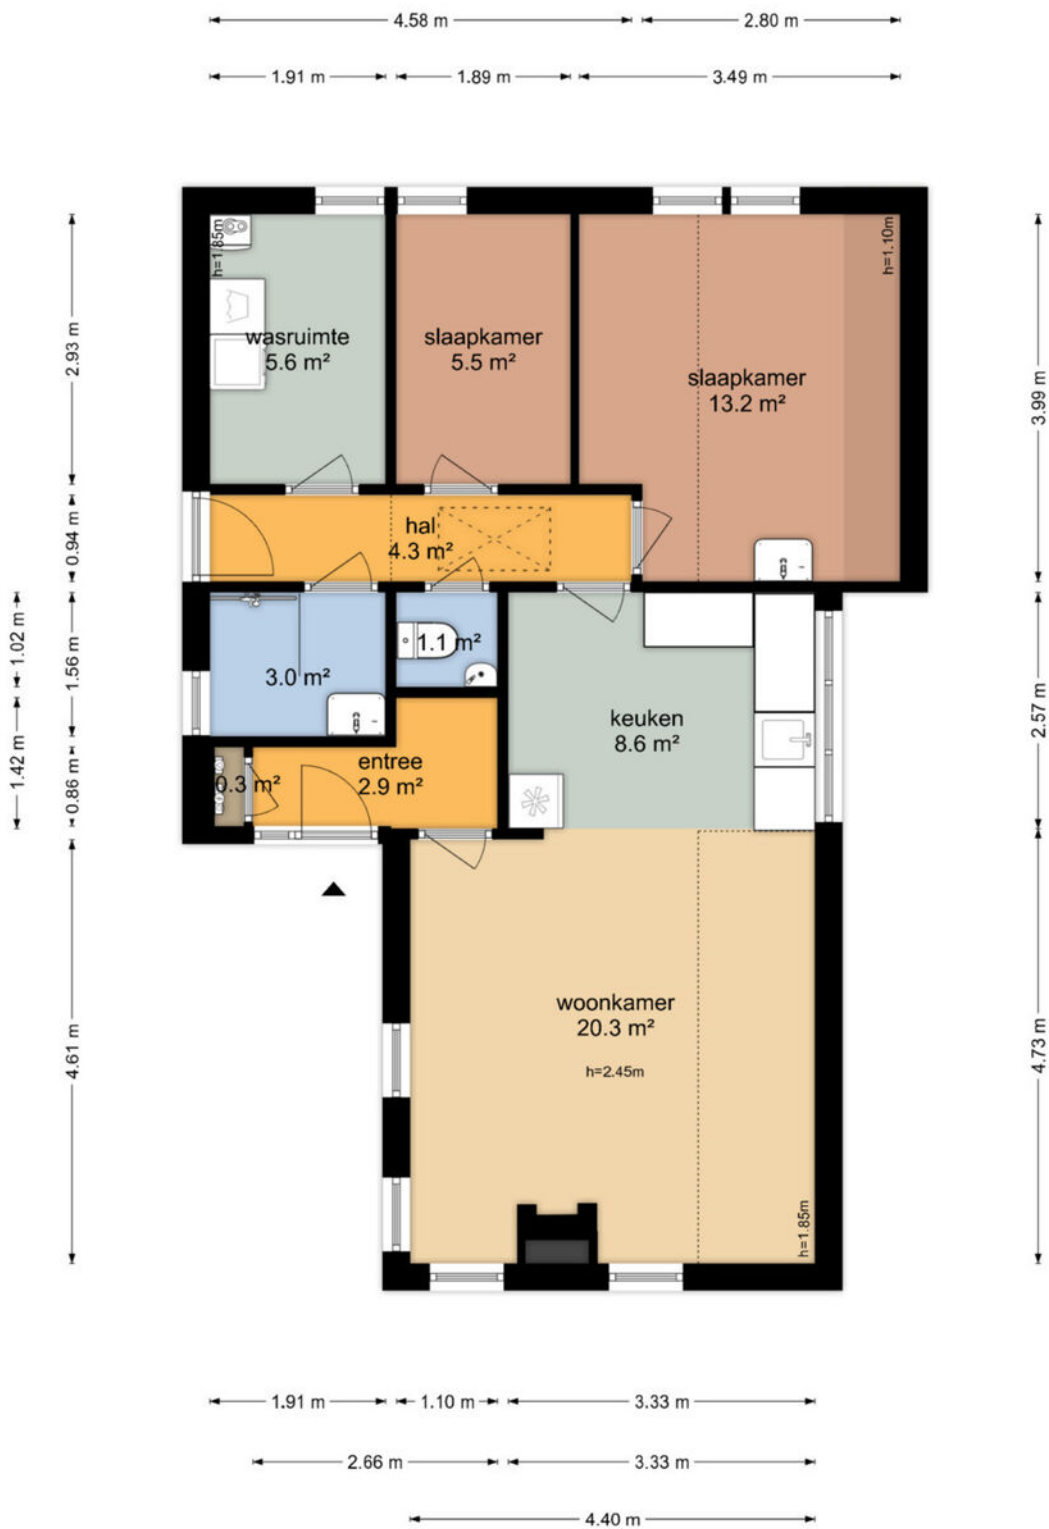 4.58 m
2.80 m
1.91 m
1.89 m
3.49 m
h=1.85m
h=1.10m
wasruimte
5.6 m²
slaapkamer
5.5 m²
slaapkamer
13.2 m²
2.93 m
3.99 m
hal
4.3 m²
0.94 m
1.02 m
1.56 m
3.0 m²
1.1 m²
keuken
8.6 m²
2.57 m
1.42 m
0.86 m
0.3 m²
entree
2.9 m²
woonkamer
20.3 m²
h=2.45m
4.61 m
4.73 m
h=1.85m
1.91 m
1.10 m
3.33 m
2.66 m
3.33 m
4.40 m